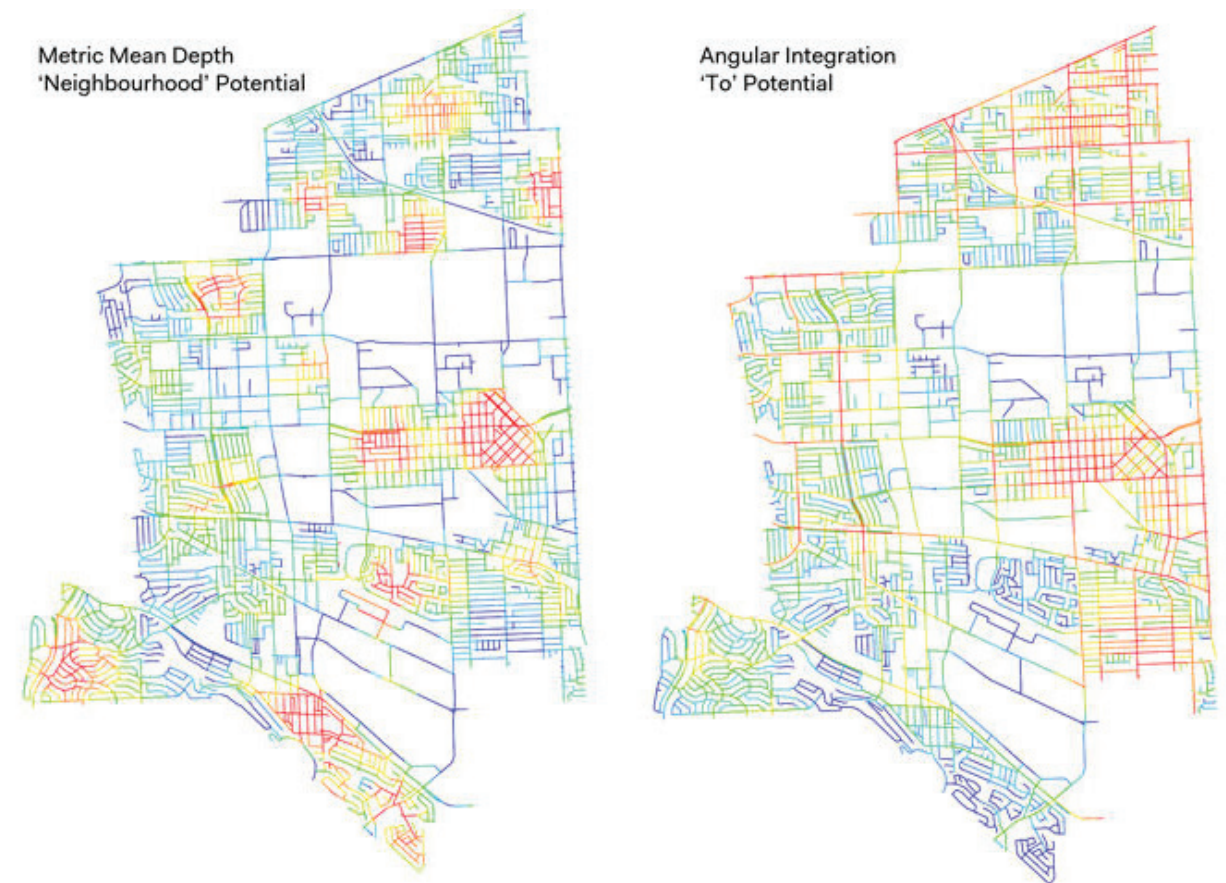 Metric Mean Depth
‘Neighbourhood’ Potential
Angular Integration
‘To’ Potential